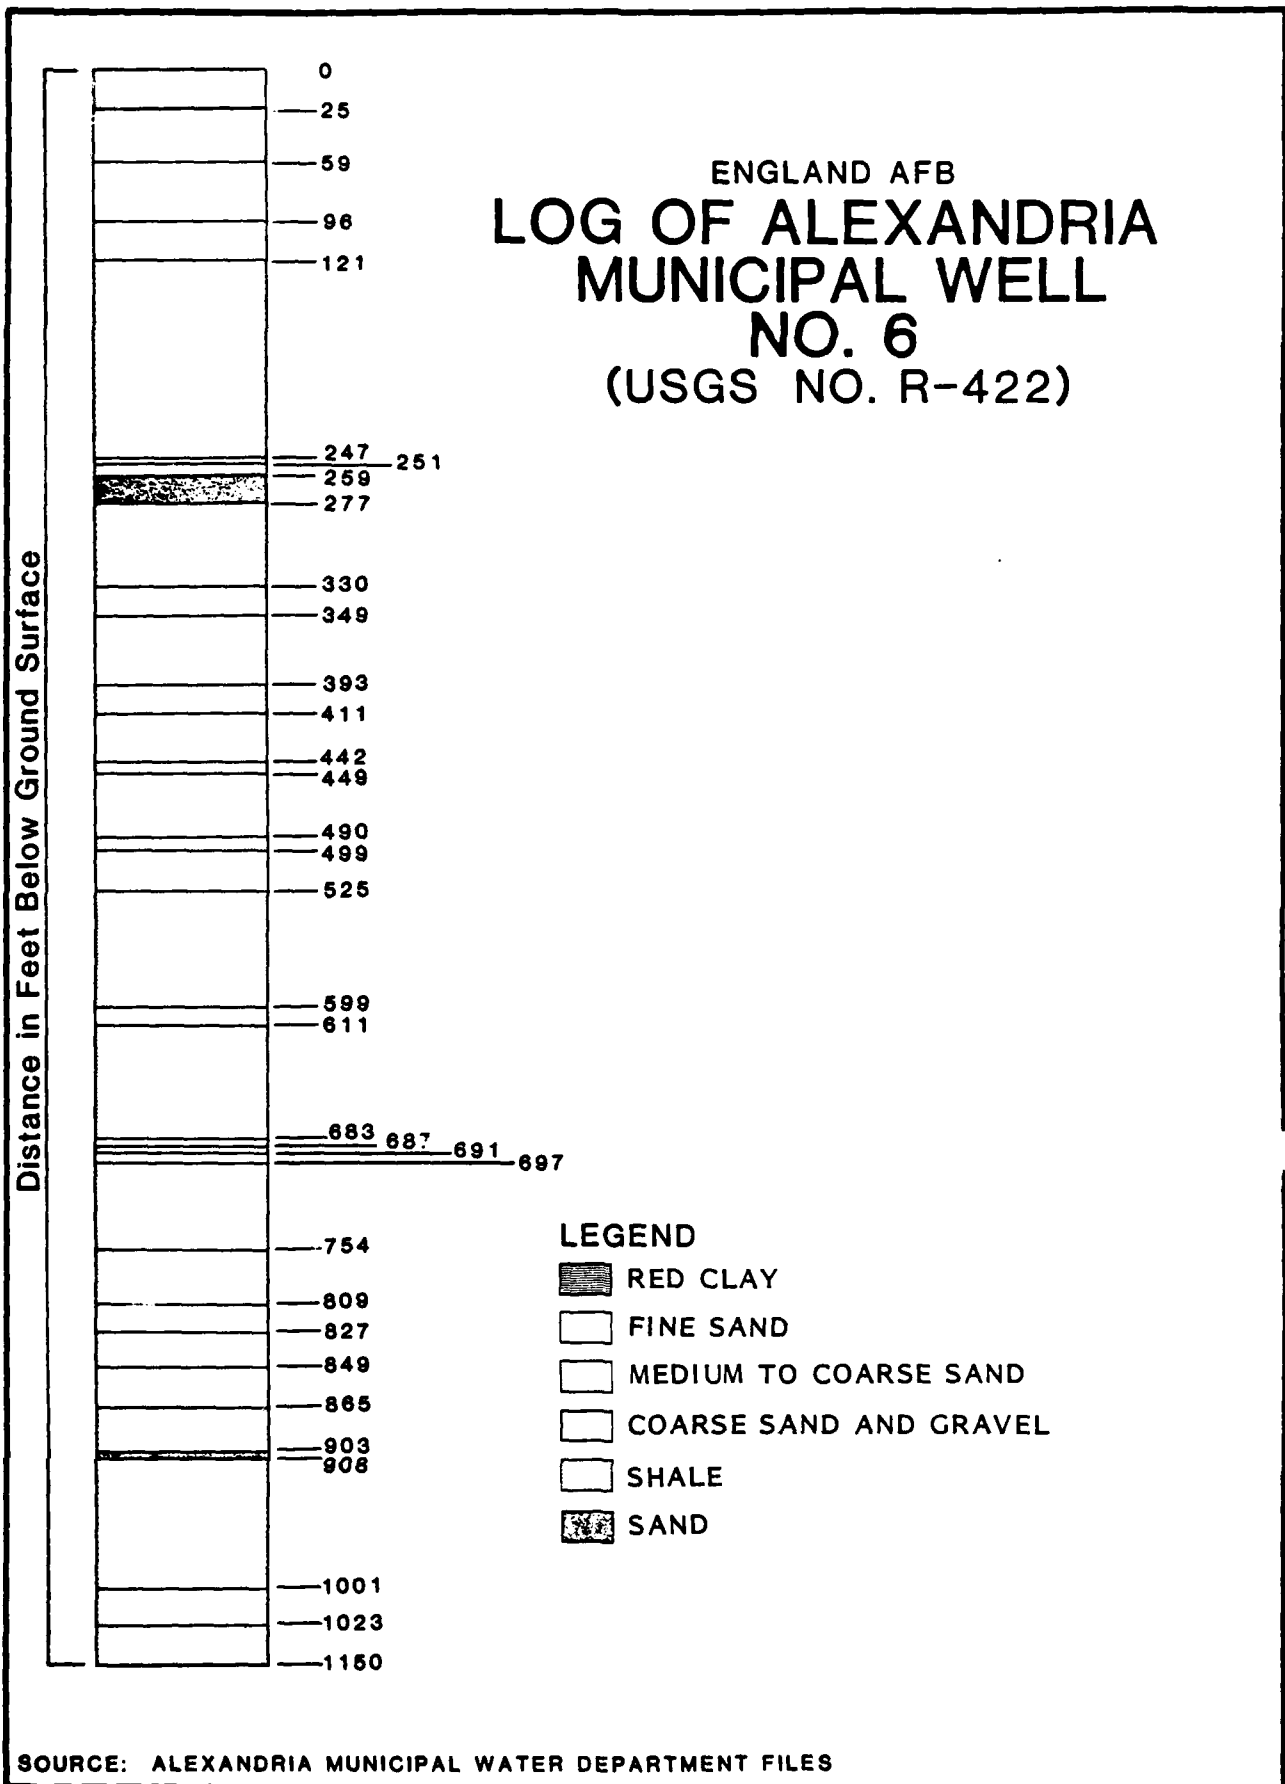 0
25
59
96
121
ENGLAND AFB
LOG OF ALEXANDRIA
MUNICIPAL WELL
NO. 6
(USGS NO. R-422)
247
251
259
277
330
349
393
411
442
449
490
499
525
599
611
683
687
691
697
754
809
827
849
865
903
908
1001
1023
1150
Distance in Feet Below Ground Surface
LEGEND
RED CLAY
FINE SAND
MEDIUM TO COARSE SAND
COARSE SAND AND GRAVEL
SHALE
SAND
SOURCE: ALEXANDRIA MUNICIPAL WATER DEPARTMENT FILES